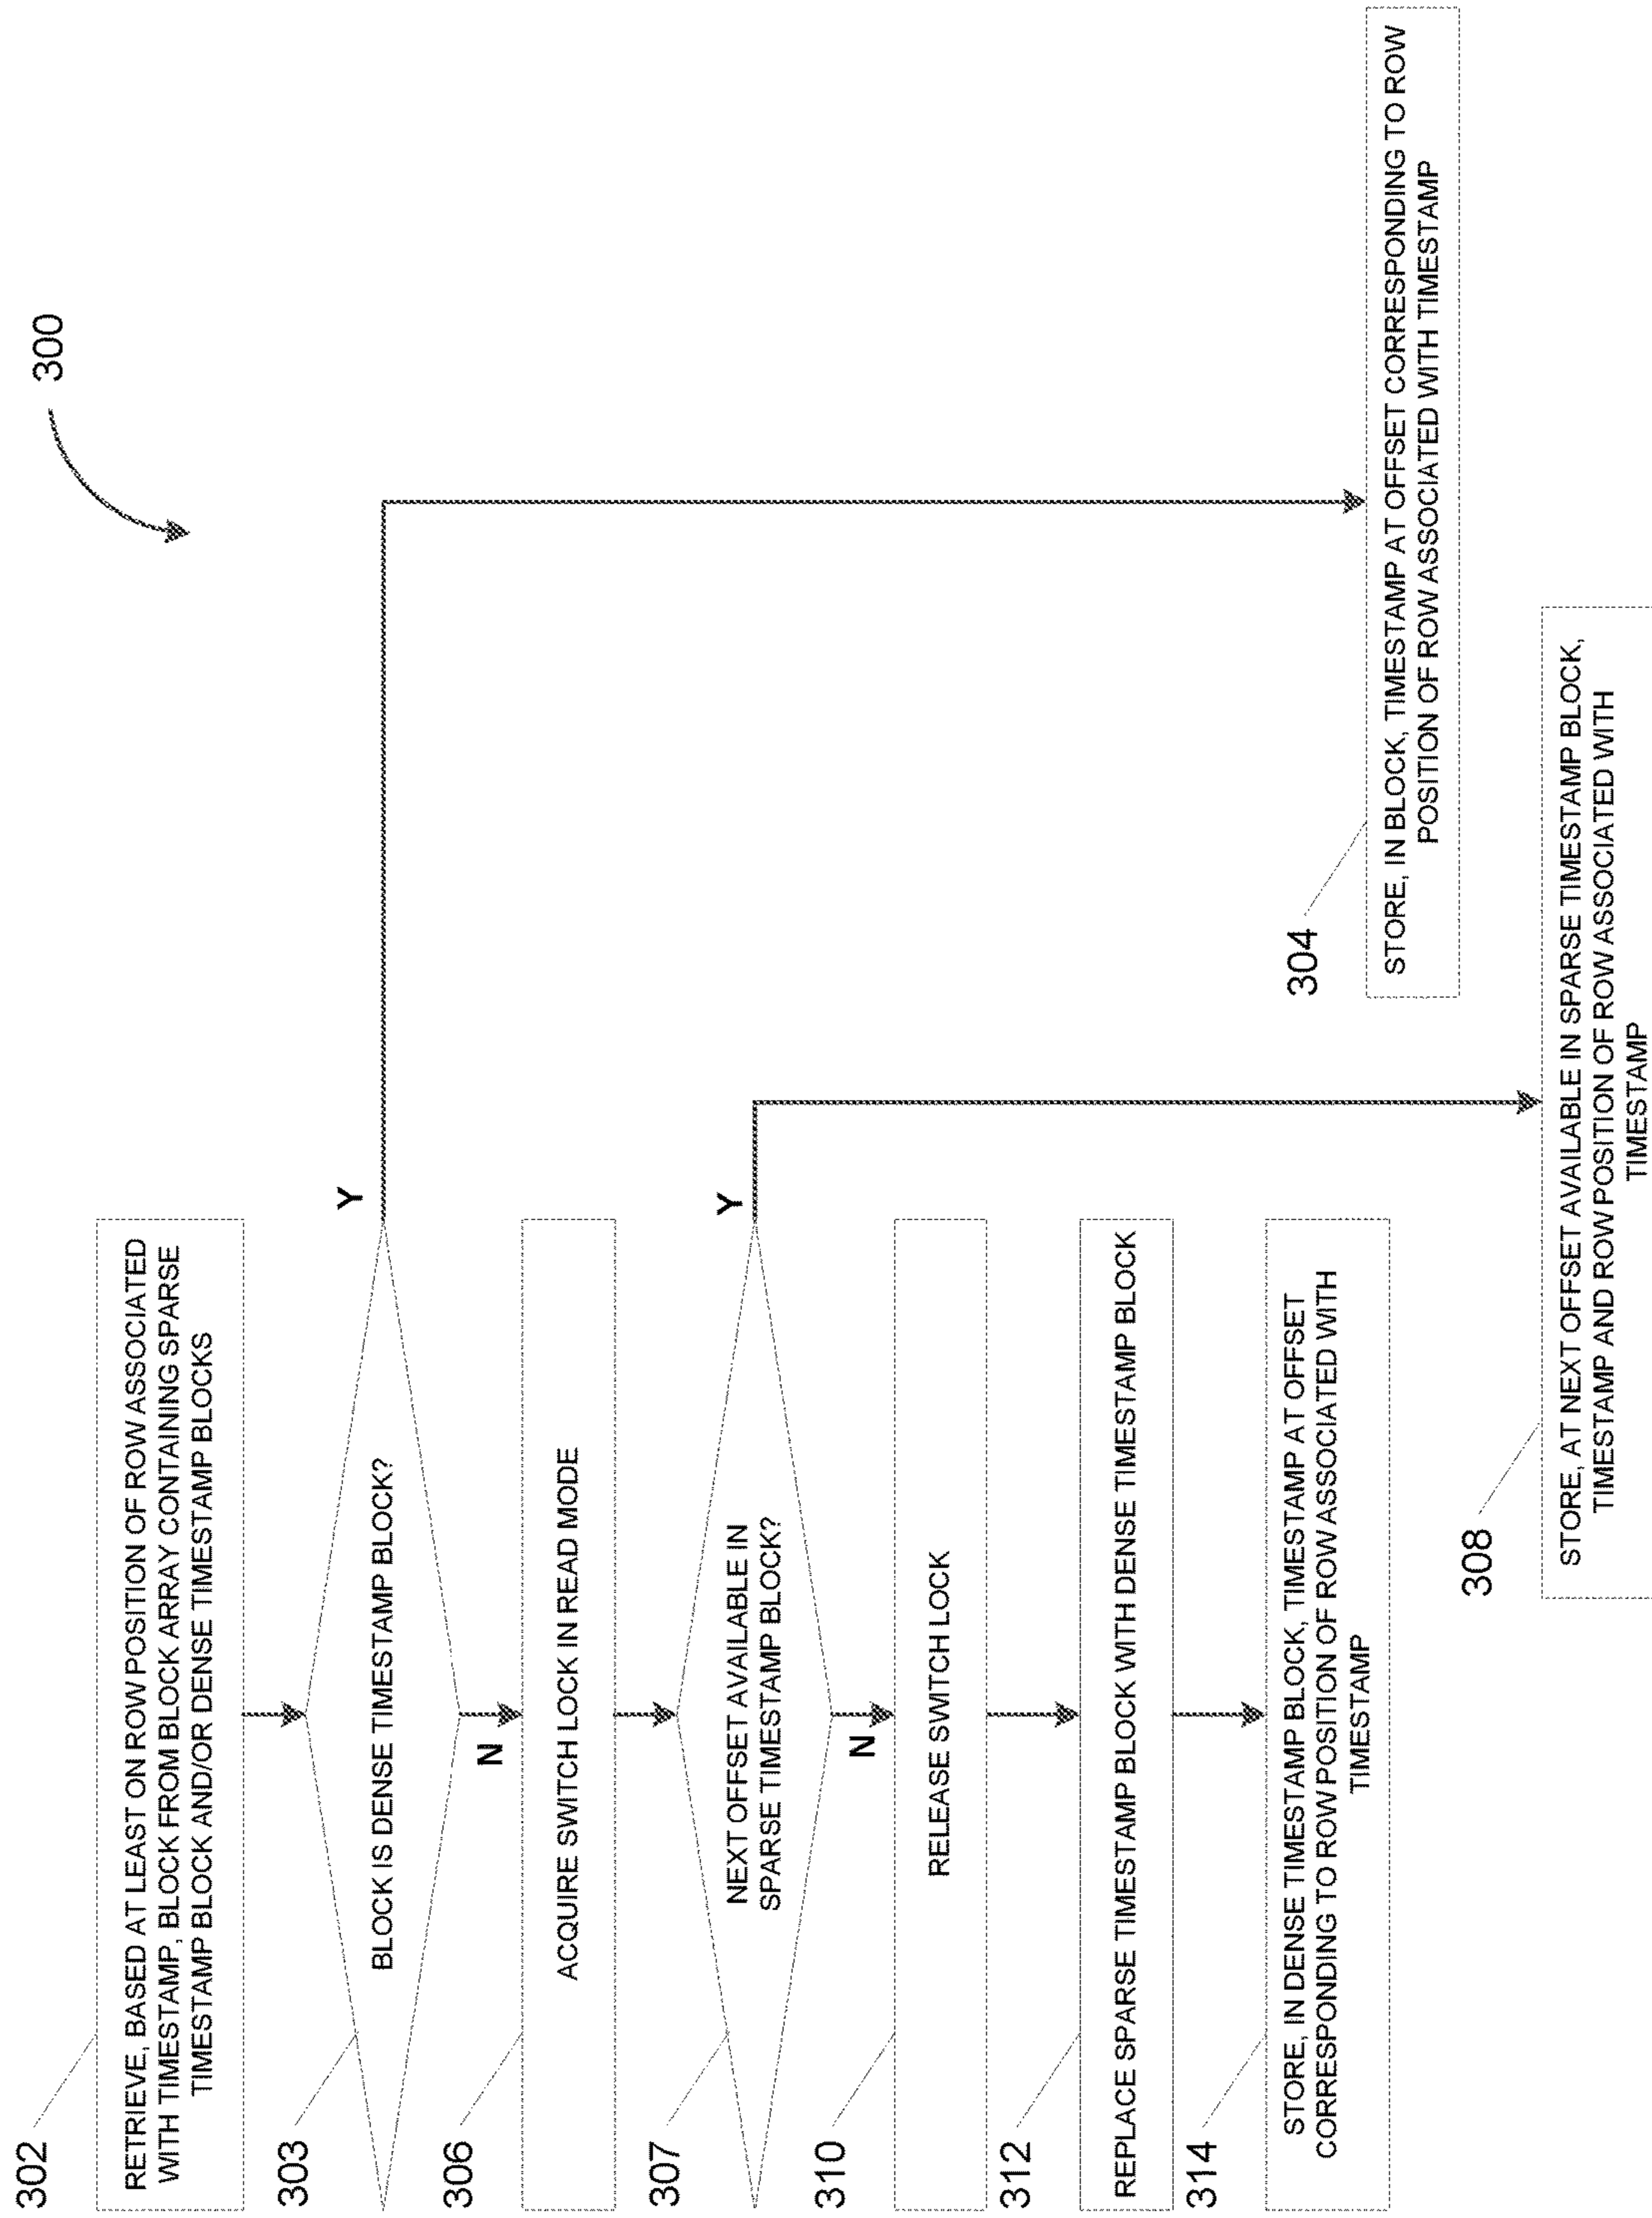 300
302
RETRIEVE, BASED AT LEAST ON ROW POSITION OF ROW ASSOCIATED
WITH TIMESTAMP, BLOCK FROM BLOCK ARRAY CONTAINING SPARSE
TIMESTAMP BLOCK AND/OR DENSE TIMESTAMP BLOCKS
303
BLOCK IS DENSE TIMESTAMP BLOCK?
Y
N
306
ACQUIRE SWITCH LOCK IN READ MODE
307
NEXT OFFSET AVAILABLE IN
SPARSE TIMESTAMP BLOCK?
Y
N
310
RELEASE SWITCH LOCK
312
REPLACE SPARSE TIMESTAMP BLOCK WITH DENSE TIMESTAMP BLOCK
314
STORE, IN DENSE TIMESTAMP BLOCK, TIMESTAMP AT OFFSET
CORRESPONDING TO ROW POSITION OF ROW ASSOCIATED WITH
TIMESTAMP
304
STORE, IN BLOCK, TIMESTAMP AT OFFSET CORRESPONDING TO ROW
POSITION OF ROW ASSOCIATED WITH TIMESTAMP
308
STORE, AT NEXT OFFSET AVAILABLE IN SPARSE TIMESTAMP BLOCK,
TIMESTAMP AND ROW POSITION OF ROW ASSOCIATED WITH
TIMESTAMP